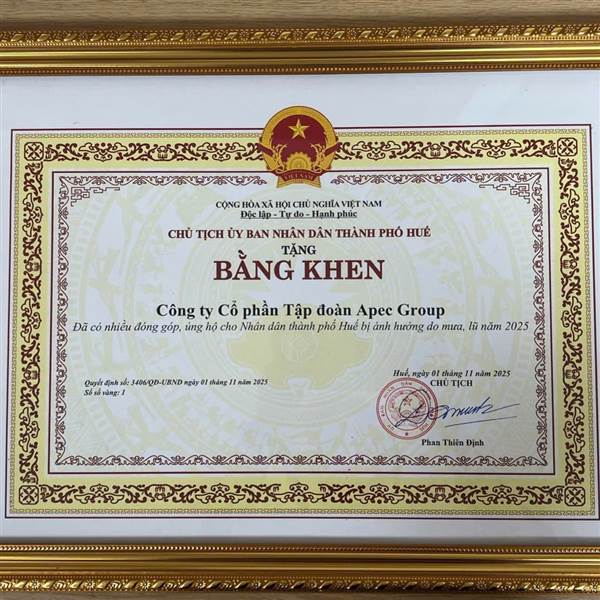 VIỆT NAM
CỘNG HÒA XÃ HỘI CHỦ NGHĨA VIỆT NAM
Độc lập - Tự do - Hạnh phúc
CHỦ TỊCH ỦY BAN NHÂN DÂN THÀNH PHỐ HUẾ
TẶNG
BẰNG KHEN
Công ty Cổ phần Tập đoàn Apec Group
Đã có nhiều đóng góp, ủng hộ cho Nhân dân thành phố Huế bị ảnh hưởng do mưa, lũ năm 2025
Quyết định số: 3406/QĐ-UBND ngày 01 tháng 11 năm 2025
Số sổ vàng: 1
Huế, ngày 01 tháng 11 năm 2025
CHỦ TỊCH
Phan Thiên Định